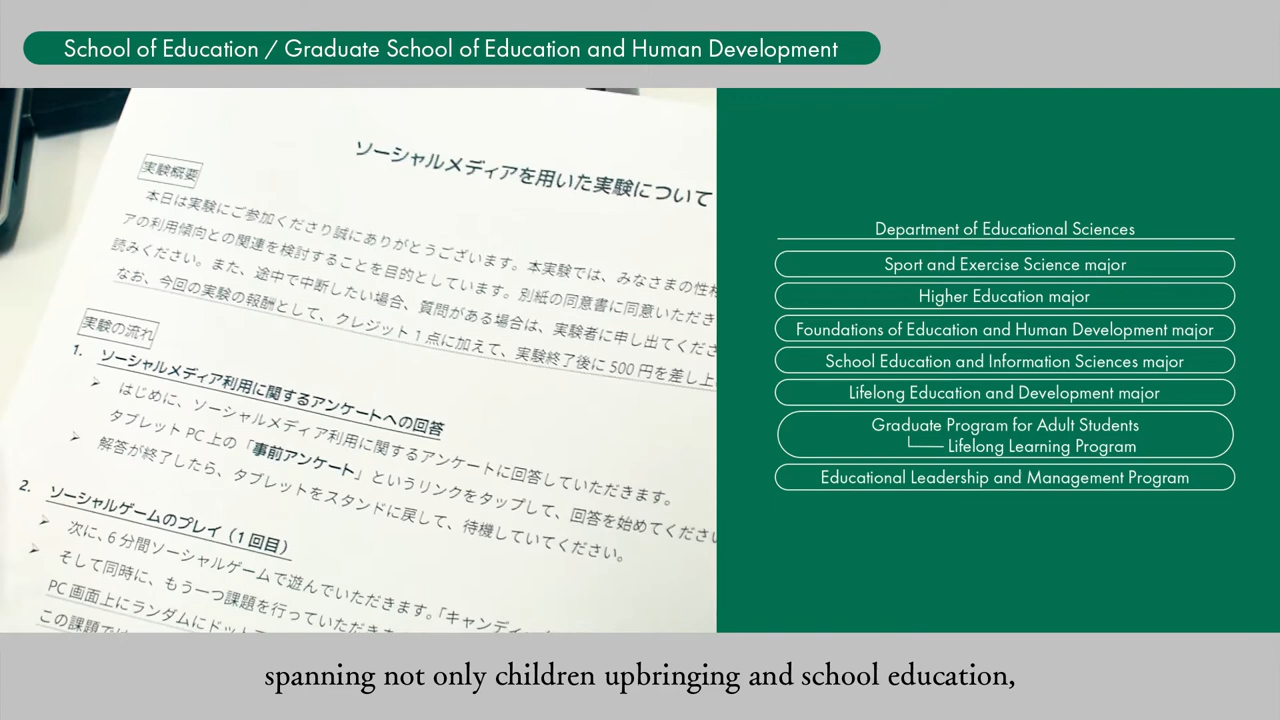 School of Education / Graduate School of Education and Human Development
ソーシャルメディアを用いた実験について
実験概要
本日は実験にご参加くださり誠にありがとうございます。本実験では、みなさまの性格
アの利用傾向との関連を検討することを目的としています。別紙の同意書に同意いただき
読みください。また、途中で中断したい場合、質問がある場合は、実験者に申し出てくださ
なお、今回の実験の報酬として、クレジット1点に加えて、実験終了後に500円を差し上
実験の流れ
1. ソーシャルメディア利用に関するアンケートへの回答
➢ はじめに、ソーシャルメディア利用に関するアンケートに回答していただきます。
タブレットPC上の「事前アンケート」というリンクをタップして、回答を始めてください
➢ 解答が終了したら、タブレットをスタンドに戻して、待機していてください。
2. ソーシャルゲームのプレイ（1回目）
➢ 次に、6分間ソーシャルゲームで遊んでいただきます。「キャンディ
➢ そして同時に、もう一つ課題を行っていただきます
PC画面上にランダムにドット
この課題では
Department of Educational Sciences
Sport and Exercise Science major
Higher Education major
Foundations of Education and Human Development major
School Education and Information Sciences major
Lifelong Education and Development major
Graduate Program for Adult Students
Lifelong Learning Program
Educational Leadership and Management Program
spanning not only children upbringing and school education,